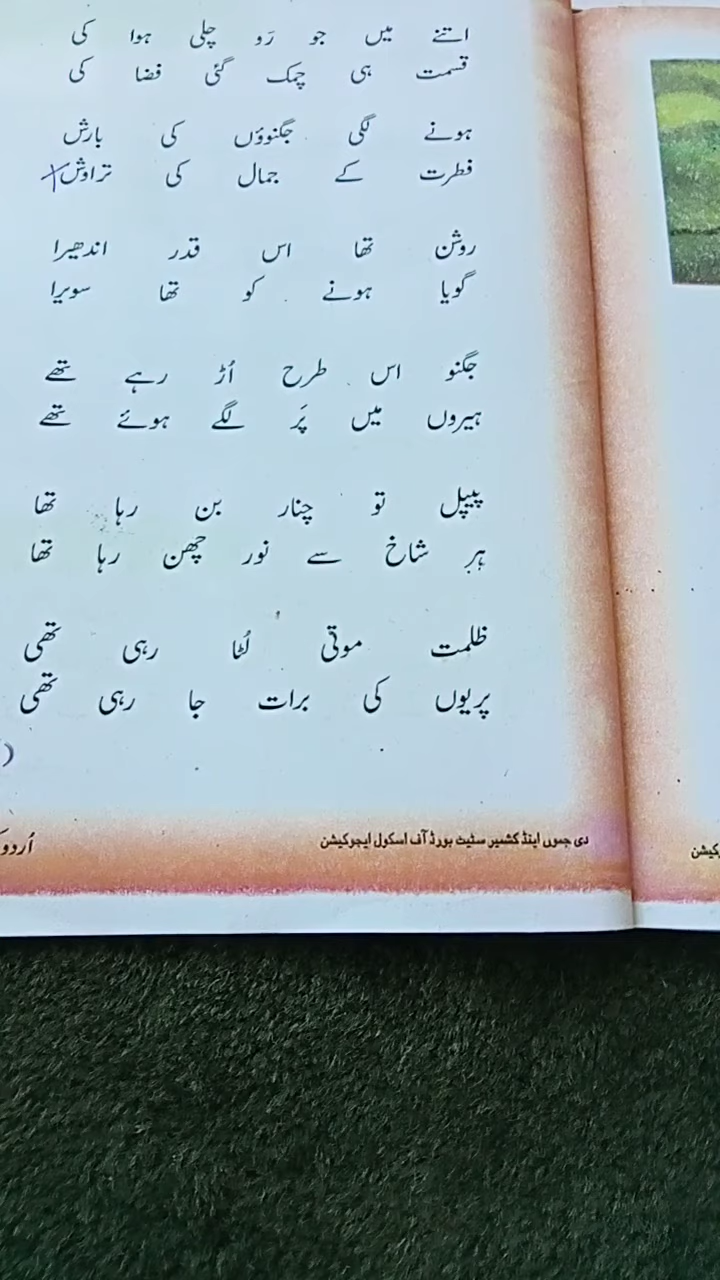 اتنے میں جو رَو چلی ہوا کی
قسمت ہی چمک گئی فضا کی
ہونے لگی جگنوؤں کی بارش
فطرت کے جمال کی تراوش
روشن تھا اس قدر اندھیرا
گویا ہونے کو تھا سویرا
جگنو اس طرح اُڑ رہے تھے
ہیروں میں پَر لگے ہوئے تھے
پیپل تو چنار بن رہا تھا
ہر شاخ سے نور چھن رہا تھا
ظلمت موتی لُٹا رہی تھی
پریوں کی برات جا رہی تھی
دی جموں اینڈ کشمیر سٹیٹ بورڈ آف اسکول ایجوکیشن
اُردو